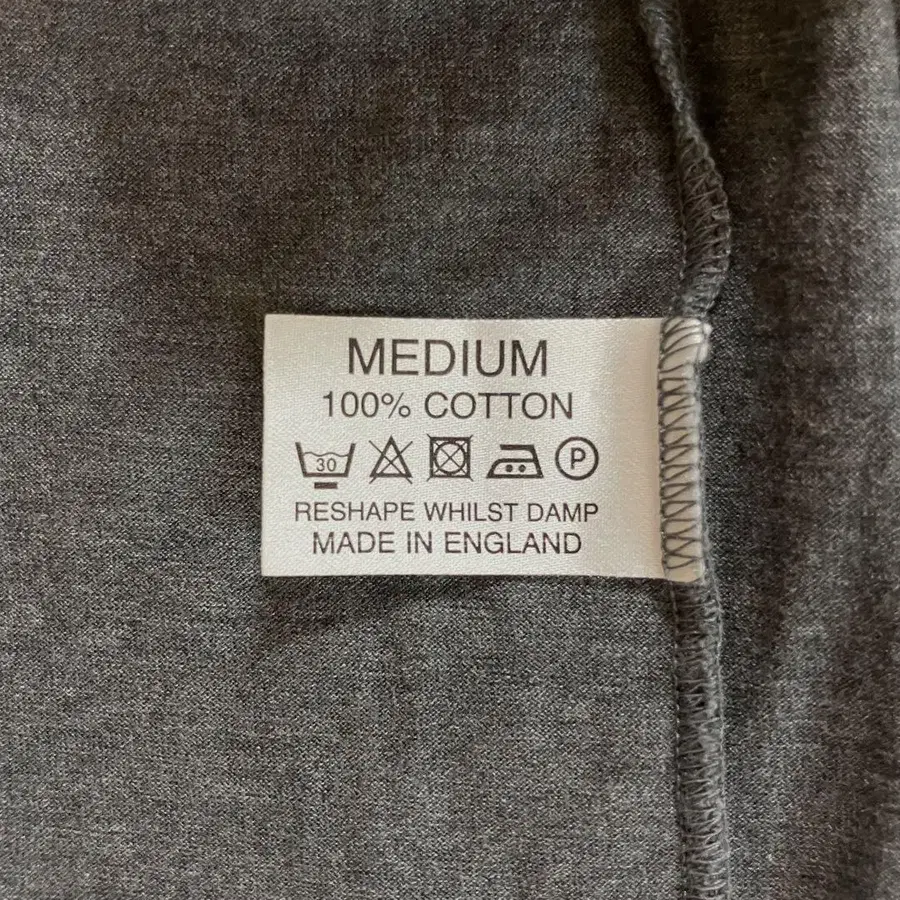 MEDIUM
100% COTTON
30 P
RESHAPE WHILST DAMP
MADE IN ENGLAND